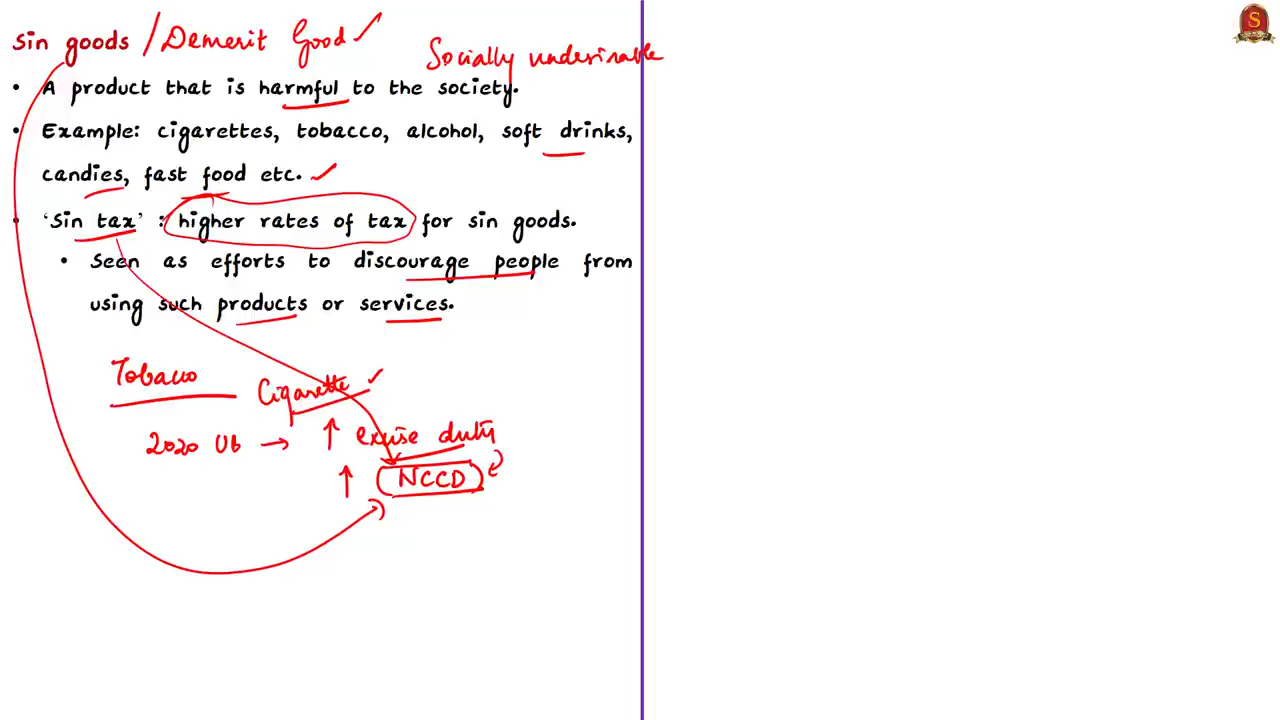 Sin goods / Demerit Good ✓
Socially undesirable
• A product that is harmful to the society.
• Example: cigarettes, tobacco, alcohol, soft drinks,
candies, fast food etc. ✓
• 'Sin tax' : higher rates of tax for sin goods.
• Seen as efforts to discourage people from
using such products or services.
Tobacco
Cigarette ✓
2020 UB → ↑ excise duty
↑ NCCD
S